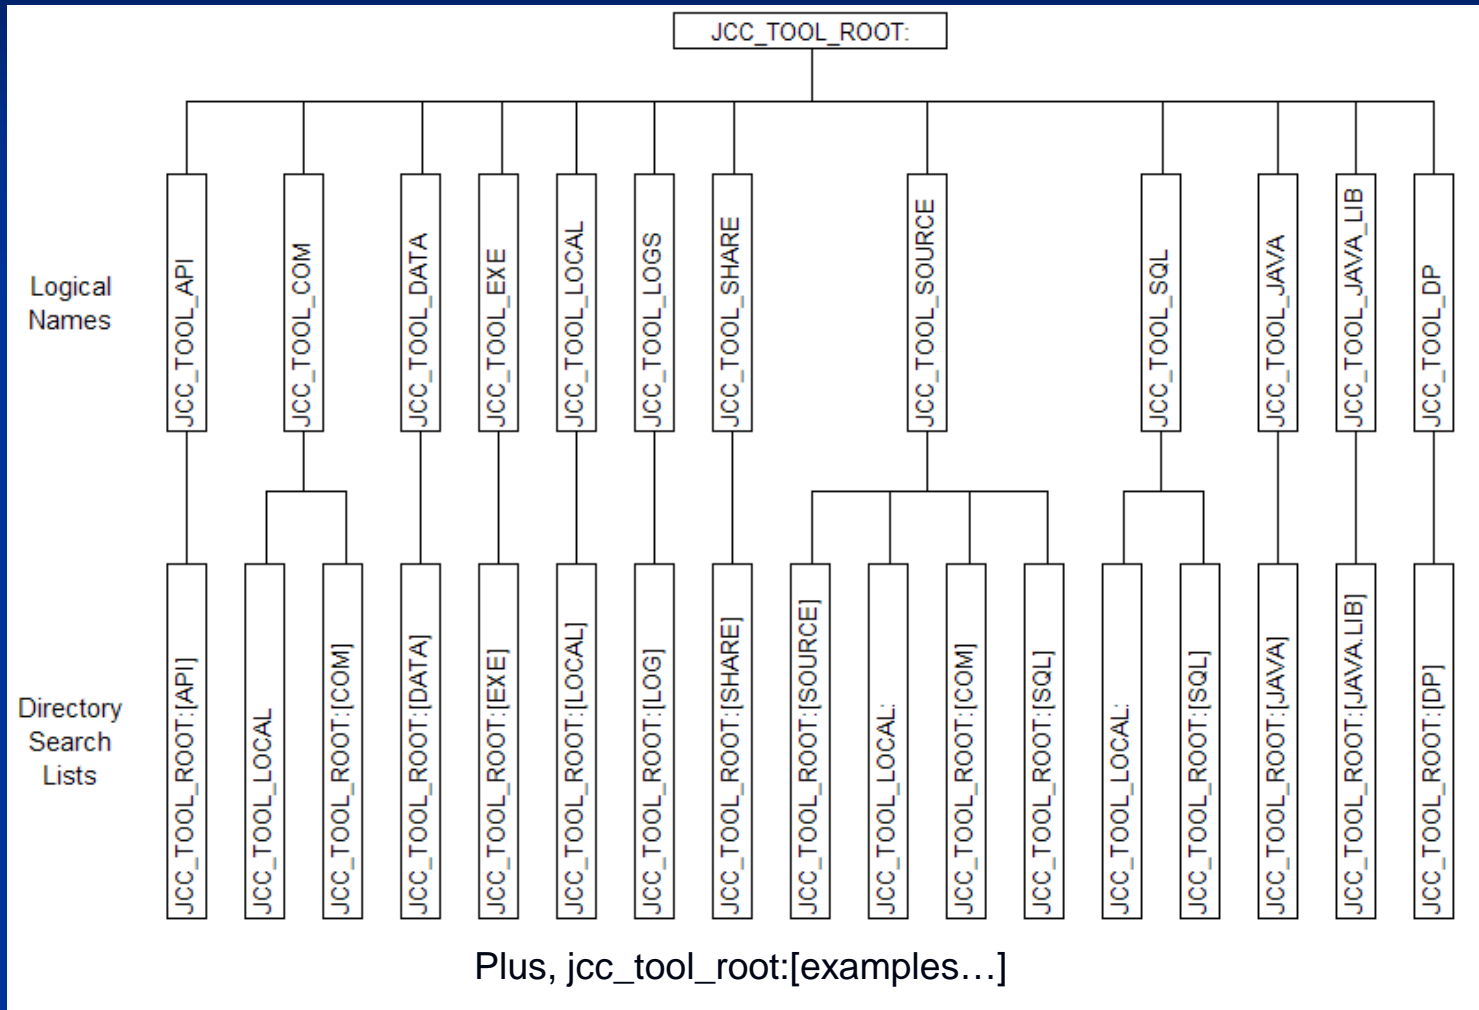 JCC_TOOL_ROOT:
Logical
Names
JCC_TOOL_API
JCC_TOOL_COM
JCC_TOOL_DATA
JCC_TOOL_EXE
JCC_TOOL_LOCAL
JCC_TOOL_LOGS
JCC_TOOL_SHARE
JCC_TOOL_SOURCE
JCC_TOOL_SQL
JCC_TOOL_JAVA
JCC_TOOL_JAVA_LIB
JCC_TOOL_DP
Directory
Search
Lists
JCC_TOOL_ROOT:[API]
JCC_TOOL_LOCAL
JCC_TOOL_ROOT:[COM]
JCC_TOOL_ROOT:[DATA]
JCC_TOOL_ROOT:[EXE]
JCC_TOOL_ROOT:[LOCAL]
JCC_TOOL_ROOT:[LOG]
JCC_TOOL_ROOT:[SHARE]
JCC_TOOL_ROOT:[SOURCE]
JCC_TOOL_LOCAL:
JCC_TOOL_ROOT:[COM]
JCC_TOOL_ROOT:[SQL]
JCC_TOOL_LOCAL:
JCC_TOOL_ROOT:[SQL]
JCC_TOOL_ROOT:[JAVA]
JCC_TOOL_ROOT:[JAVA.LIB]
JCC_TOOL_ROOT:[DP]
Plus, jcc_tool_root:[examples…]